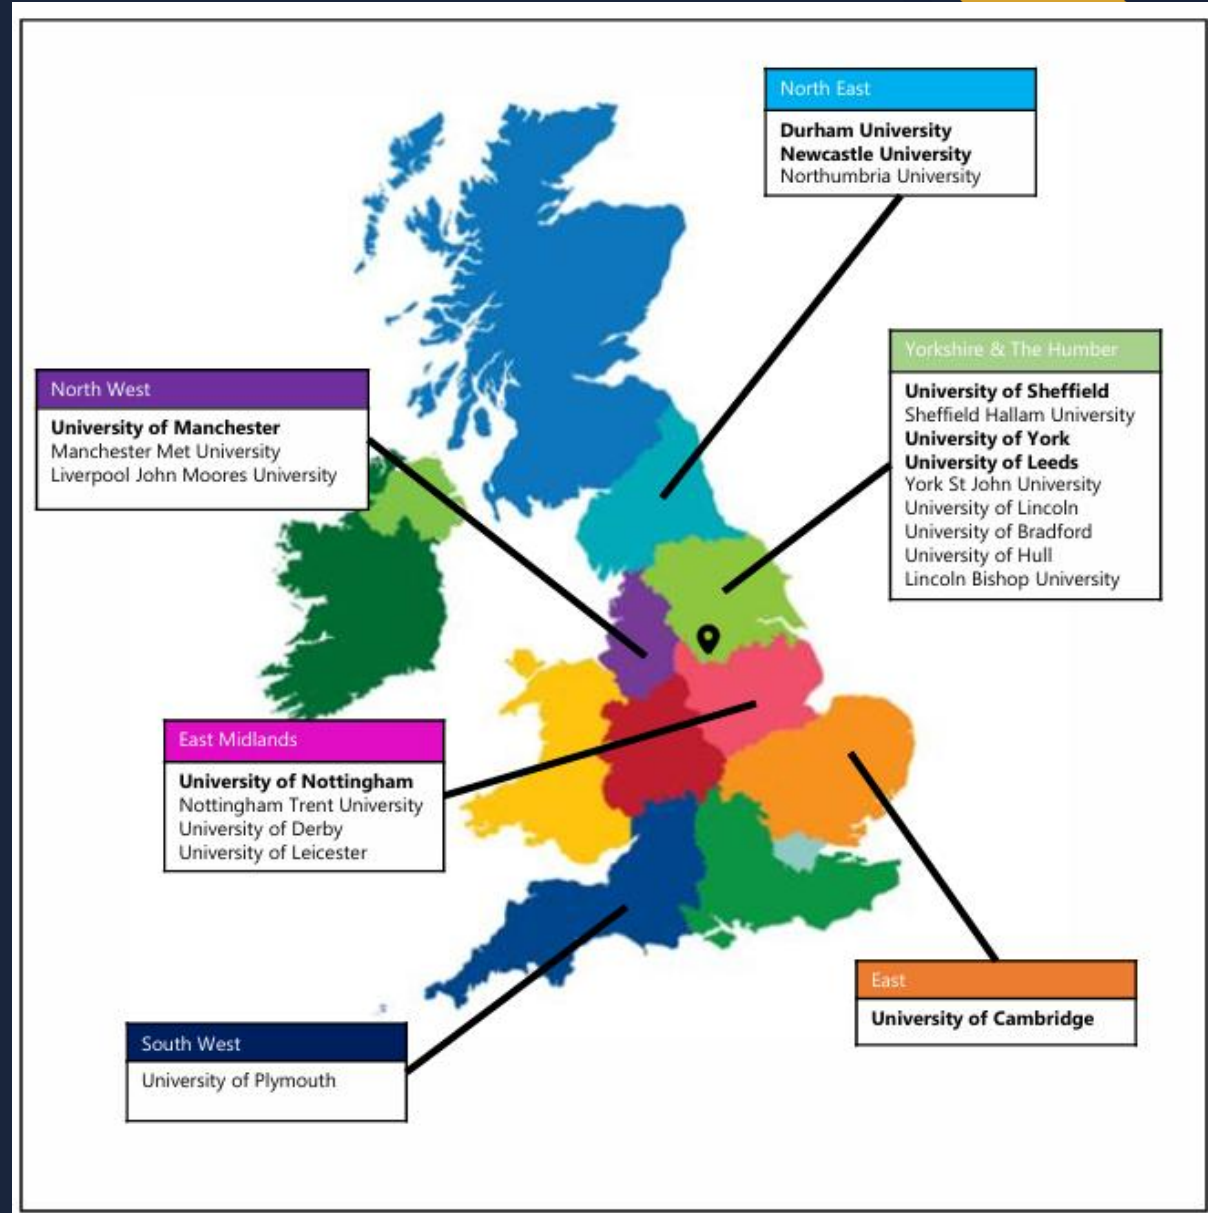 North East
Durham University
Newcastle University
Northumbria University
Yorkshire & The Humber
University of Sheffield
Sheffield Hallam University
University of York
University of Leeds
York St John University
University of Lincoln
University of Bradford
University of Hull
Lincoln Bishop University
North West
University of Manchester
Manchester Met University
Liverpool John Moores University
East Midlands
University of Nottingham
Nottingham Trent University
University of Derby
University of Leicester
East
University of Cambridge
South West
University of Plymouth